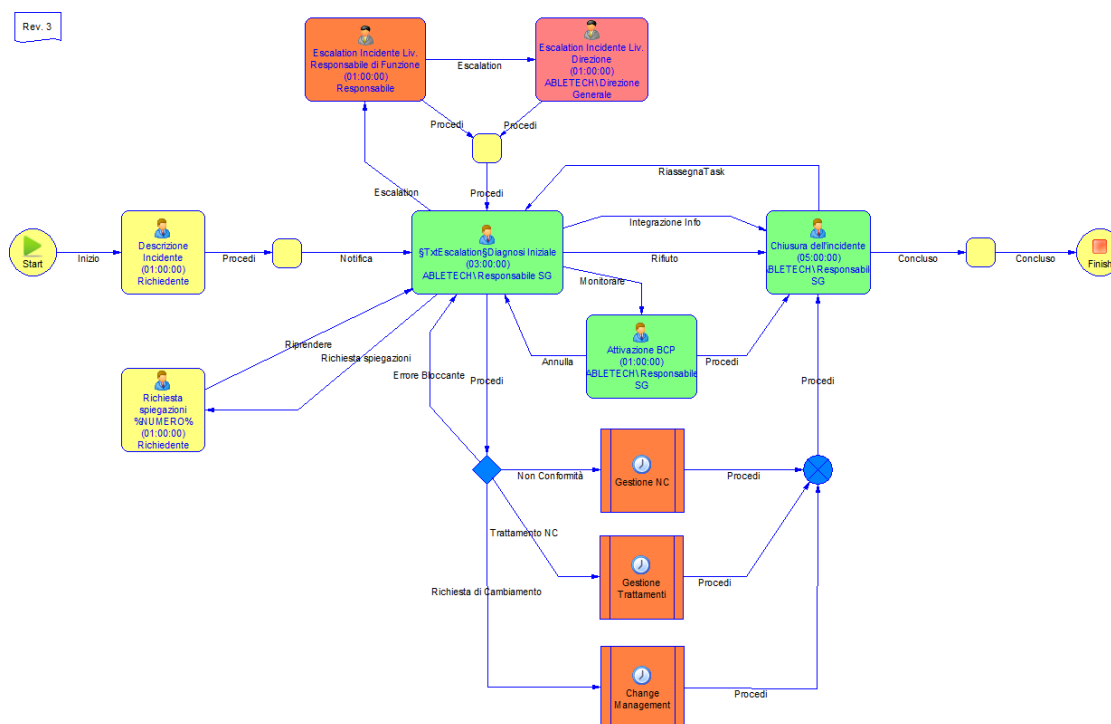 Rev. 3
Escalation Incidente Liv.
Responsabile di Funzione
(01:00:00)
Responsabile
Escalation
Escalation Incidente Liv.
Direzione
(01:00:00)
ABLETECH\Direzione
Generale
Procedi
Procedi
Escalation
Procedi
RiassegnaTask
Start
Inizio
Descrizione
Incidente
(01:00:00)
Richiedente
Procedi
Notifica
§TxtEscalation§Diagnosi Iniziale
(03:00:00)
ABLETECH\Responsabile SG
Integrazione Info
Rifiuto
Monitorare
Chiusura dell'incidente
(05:00:00)
ABLETECH\Responsabile
SG
Concluso
Concluso
Finish
Attivazione BCP
(01:00:00)
ABLETECH\Responsabile
SG
Annulla
Procedi
Riprendere
Richiesta spiegazioni
Errore Bloccante
Procedi
Procedi
Richiesta
spiegazioni
%NUMERO%
(01:00:00)
Richiedente
Non Conformità
Gestione NC
Procedi
Trattamento NC
Gestione
Trattamenti
Procedi
Richiesta di Cambiamento
Change
Management
Procedi